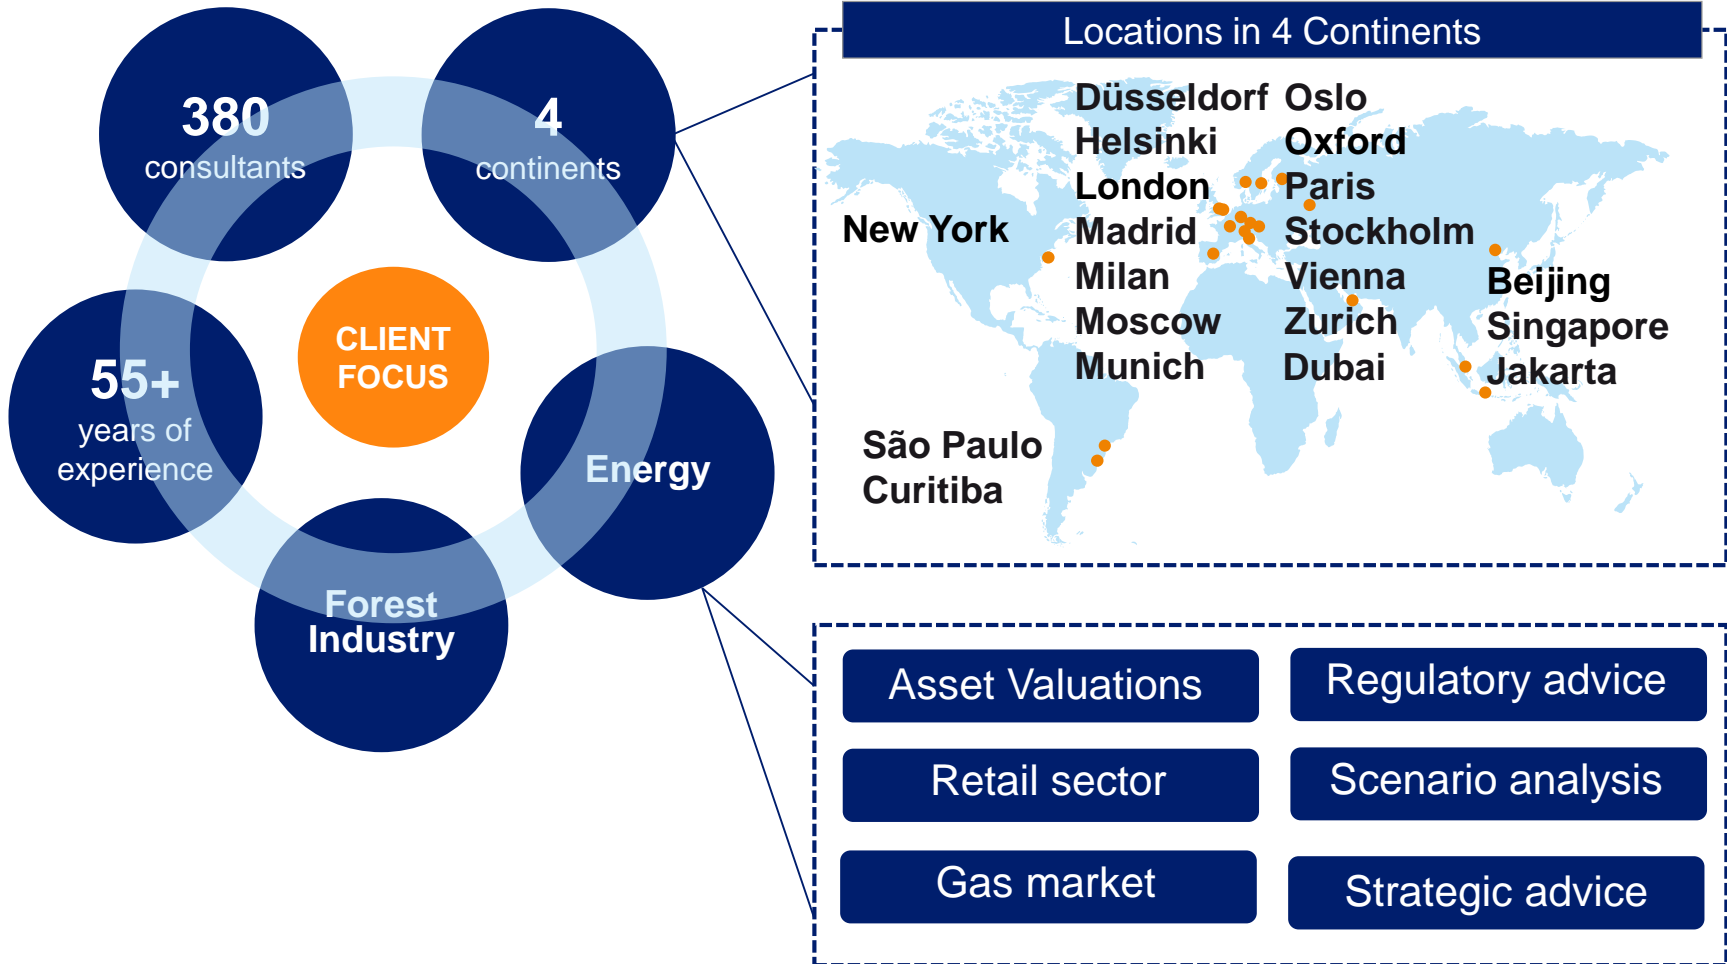 380
consultants
4
continents
55+
years of
experience
CLIENT
FOCUS
Energy
Forest
Industry
Locations in 4 Continents
New York
Düsseldorf
Helsinki
London
Madrid
Milan
Moscow
Munich
Oslo
Oxford
Paris
Stockholm
Vienna
Zurich
Dubai
Beijing
Singapore
Jakarta
São Paulo
Curitiba
Asset Valuations
Regulatory advice
Retail sector
Scenario analysis
Gas market
Strategic advice